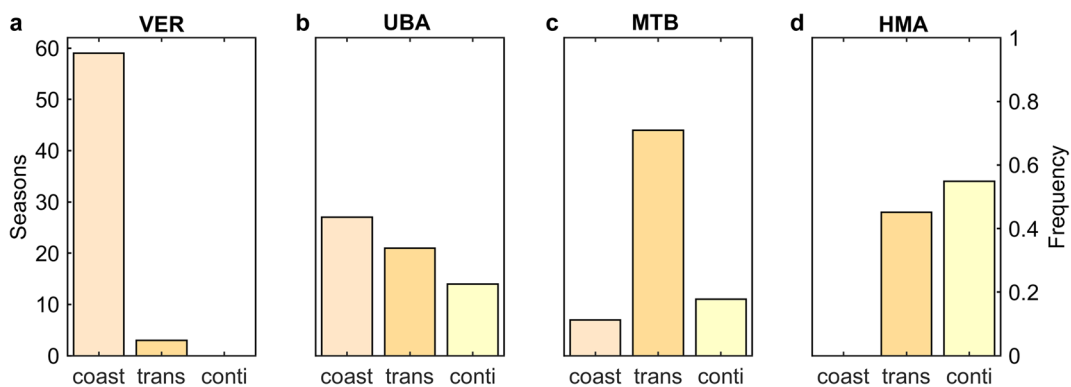 a VER
b UBA
c MTB
d HMA
Seasons
60
50
40
30
20
10
0
coast trans conti
coast trans conti
coast trans conti
coast trans conti
1
0.8
0.6
0.4
0.2
0
Frequency